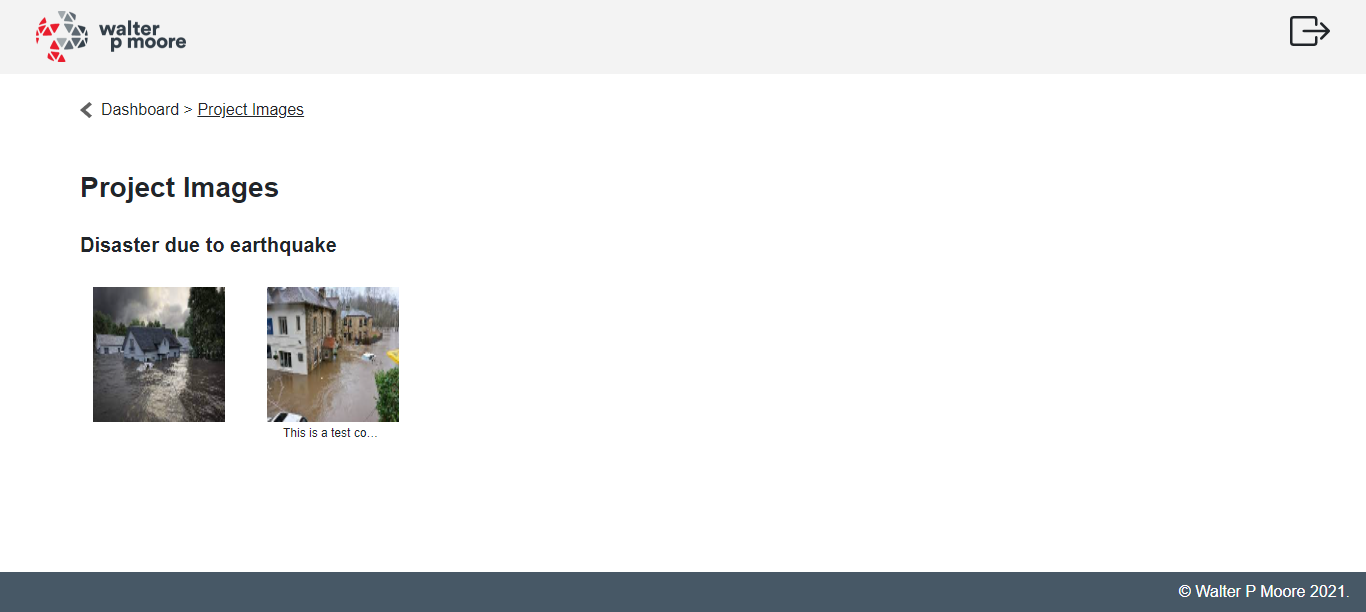 walter
p moore
Dashboard > Project Images
Project Images
Disaster due to earthquake
This is a test co...
© Walter P Moore 2021.